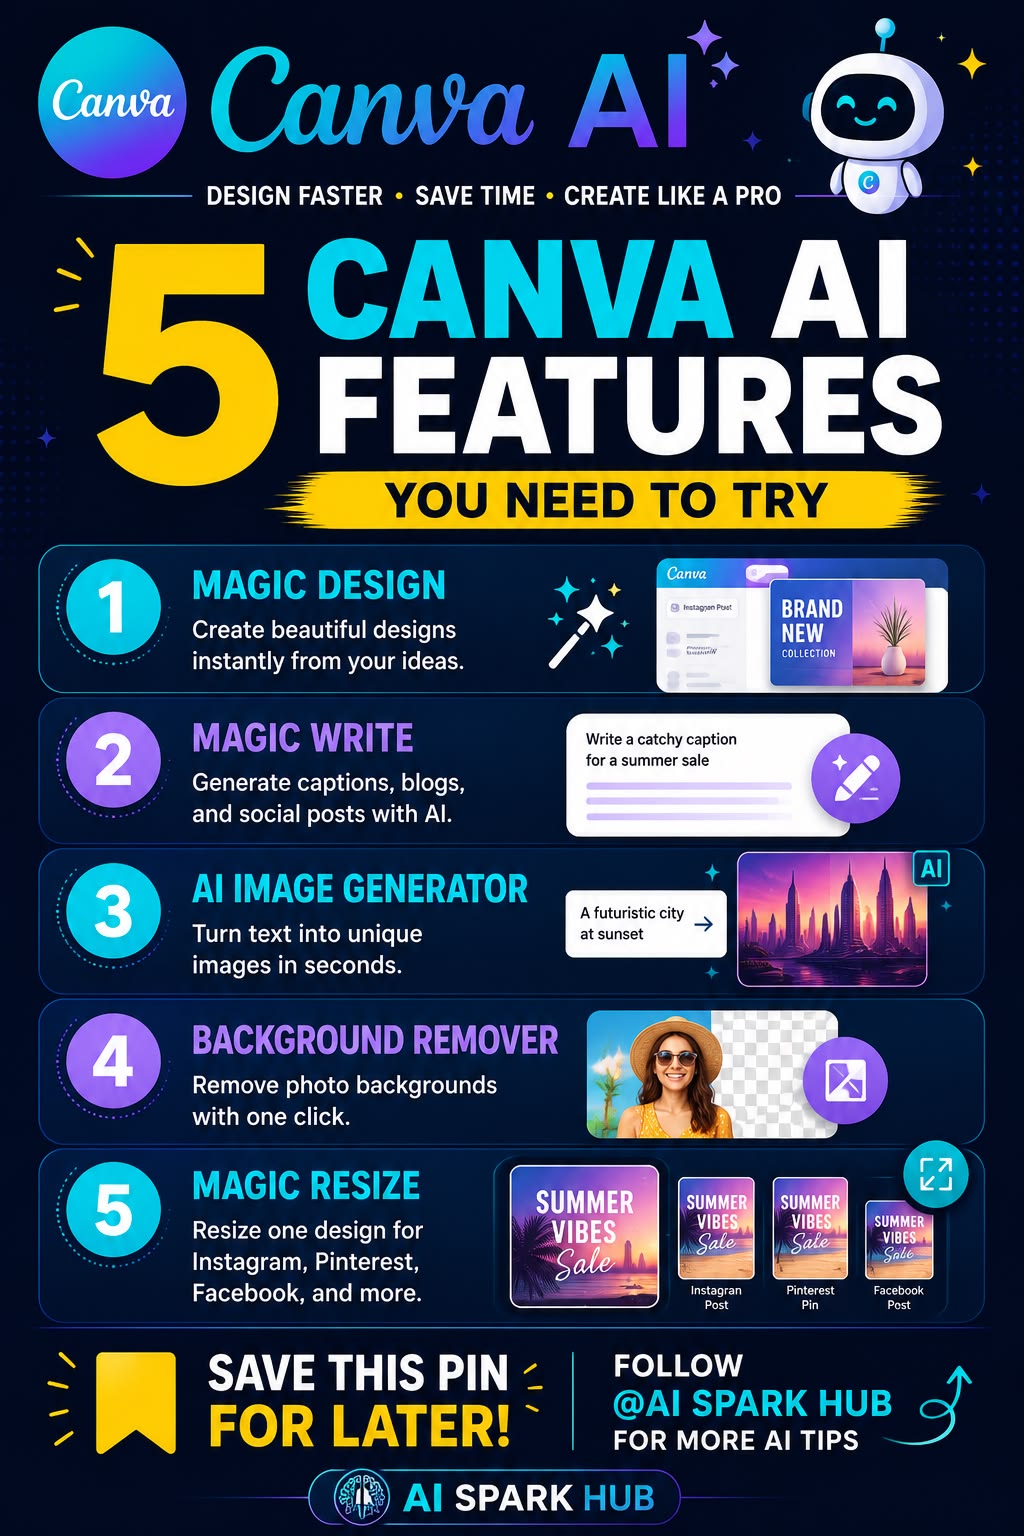 Canva
Canva AI
DESIGN FASTER • SAVE TIME • CREATE LIKE A PRO
C
5
CANVA AI
FEATURES
YOU NEED TO TRY
1
MAGIC DESIGN
Create beautiful designs
instantly from your ideas.
Canva
Instagran Post
BRAND
NEW
COLLECTION
2
MAGIC WRITE
Generate captions, blogs,
and social posts with AI.
Write a catchy caption
for a summer sale
3
AI IMAGE GENERATOR
Turn text into unique
images in seconds.
A futuristic city
at sunset
AI
4
BACKGROUND REMOVER
Remove photo backgrounds
with one click.
5
MAGIC RESIZE
Resize one design for
Instagram, Pinterest,
Facebook, and more.
SUMMER
VIBES
Sale
SUMMER
VIBES
Sale
Instagran
Post
SUMMER
VIBES
Sale
Pinterest
Pin
SUMMER
VIBES
Sale
Facebook
Post
SAVE THIS PIN
FOR LATER!
FOLLOW
@AI SPARK HUB
FOR MORE AI TIPS
AI SPARK HUB